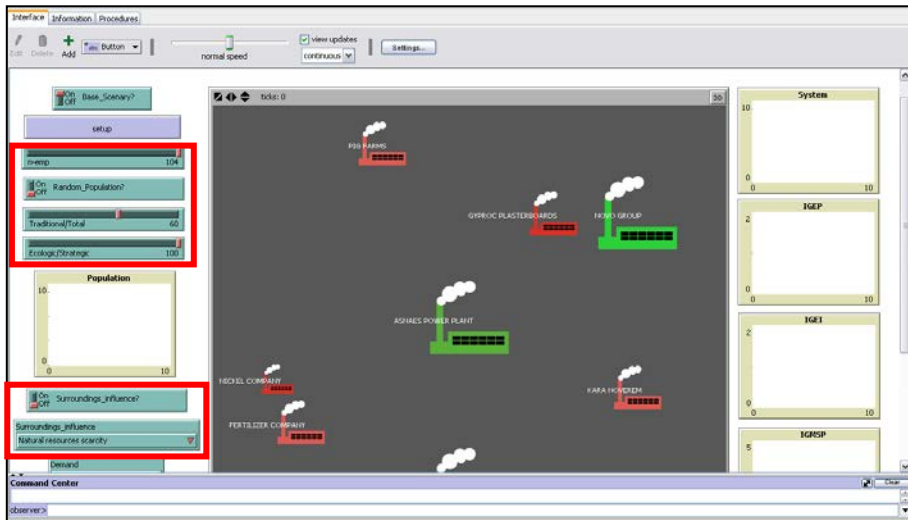 Interface Information Procedures
Edit Delete Add abc Button normal speed view updates
continuous Settings...
On Off Base_Scenary?
setup
n-emp 104
On Off Random_Population?
Traditional/Total 60
Ecologic/Strategic 100
Population
10
0
0 10
On Off Surroundings_influence?
Surroundings_influence
Natural resources scarcity
Demand
ticks: 0 3D
PIG FARMS
GYPROC PLASTERBOARDS NOVO GROUP
ASNAES POWER PLANT
NICKEL COMPANY
KARA NOVEREM
FERTILIZER COMPANY
System
10
0
0 10
IGEP
2
0
0 10
IGEI
2
0
0 10
IGMSP
5
Command Center Clear
observer>